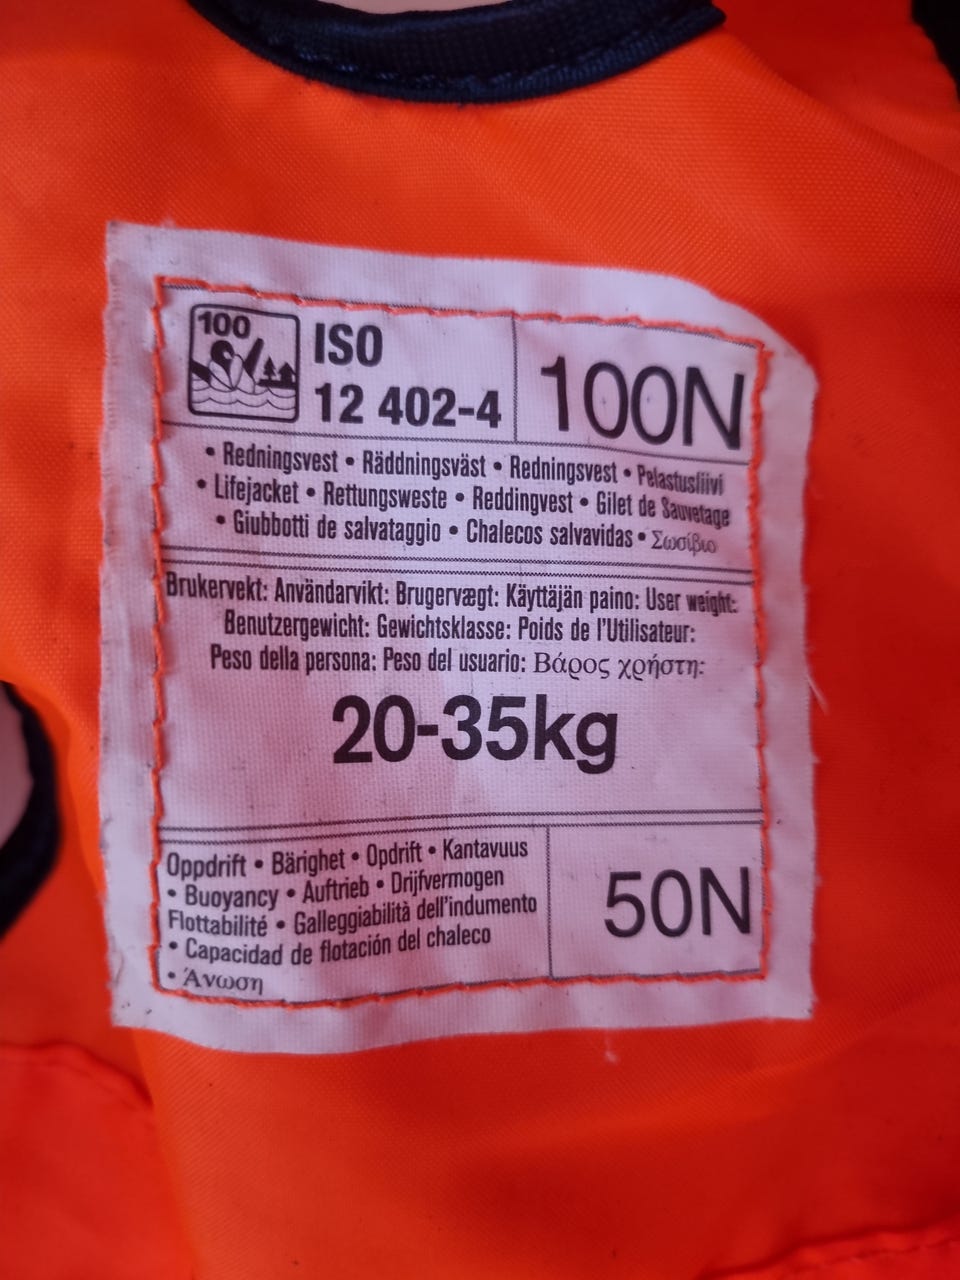 100
ISO
12 402-4
100N
• Redningsvest • Räddningsväst • Redningsvest • Pelastusliivi
• Lifejacket • Rettungsweste • Reddingvest • Gilet de Sauvetage
• Giubbotti de salvataggio • Chalecos salvavidas • Σωσίβιο
Brukervekt: Användarvikt: Brugervægt: Käyttäjän paino: User weight:
Benutzergewicht: Gewichtsklasse: Poids de l'Utilisateur:
Peso della persona: Peso del usuario: Βάρος χρήστη:
20-35kg
Oppdrift • Bärighet • Opdrift • Kantavuus
• Buoyancy • Auftrieb • Drijfvermogen
Flottabilité • Galleggiabilità dell'indumento
• Capacidad de flotación del chaleco
• Άνωση
50N